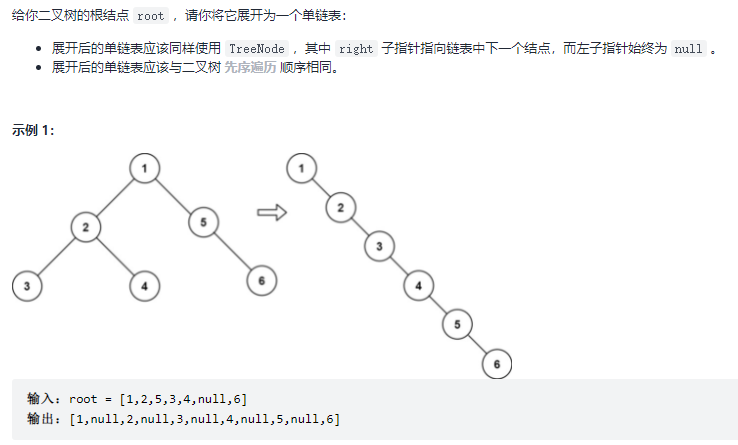 给你二叉树的根结点 root ，请你将它展开为一个单链表：
展开后的单链表应该同样使用 TreeNode ，其中 right 子指针指向链表中下一个结点，而左子指针始终为 null 。
展开后的单链表应该与二叉树 先序遍历 顺序相同。
示例 1：
1
2
5
3
4
6
1
2
3
4
5
6
输入：root = [1,2,5,3,4,null,6]
输出：[1,null,2,null,3,null,4,null,5,null,6]